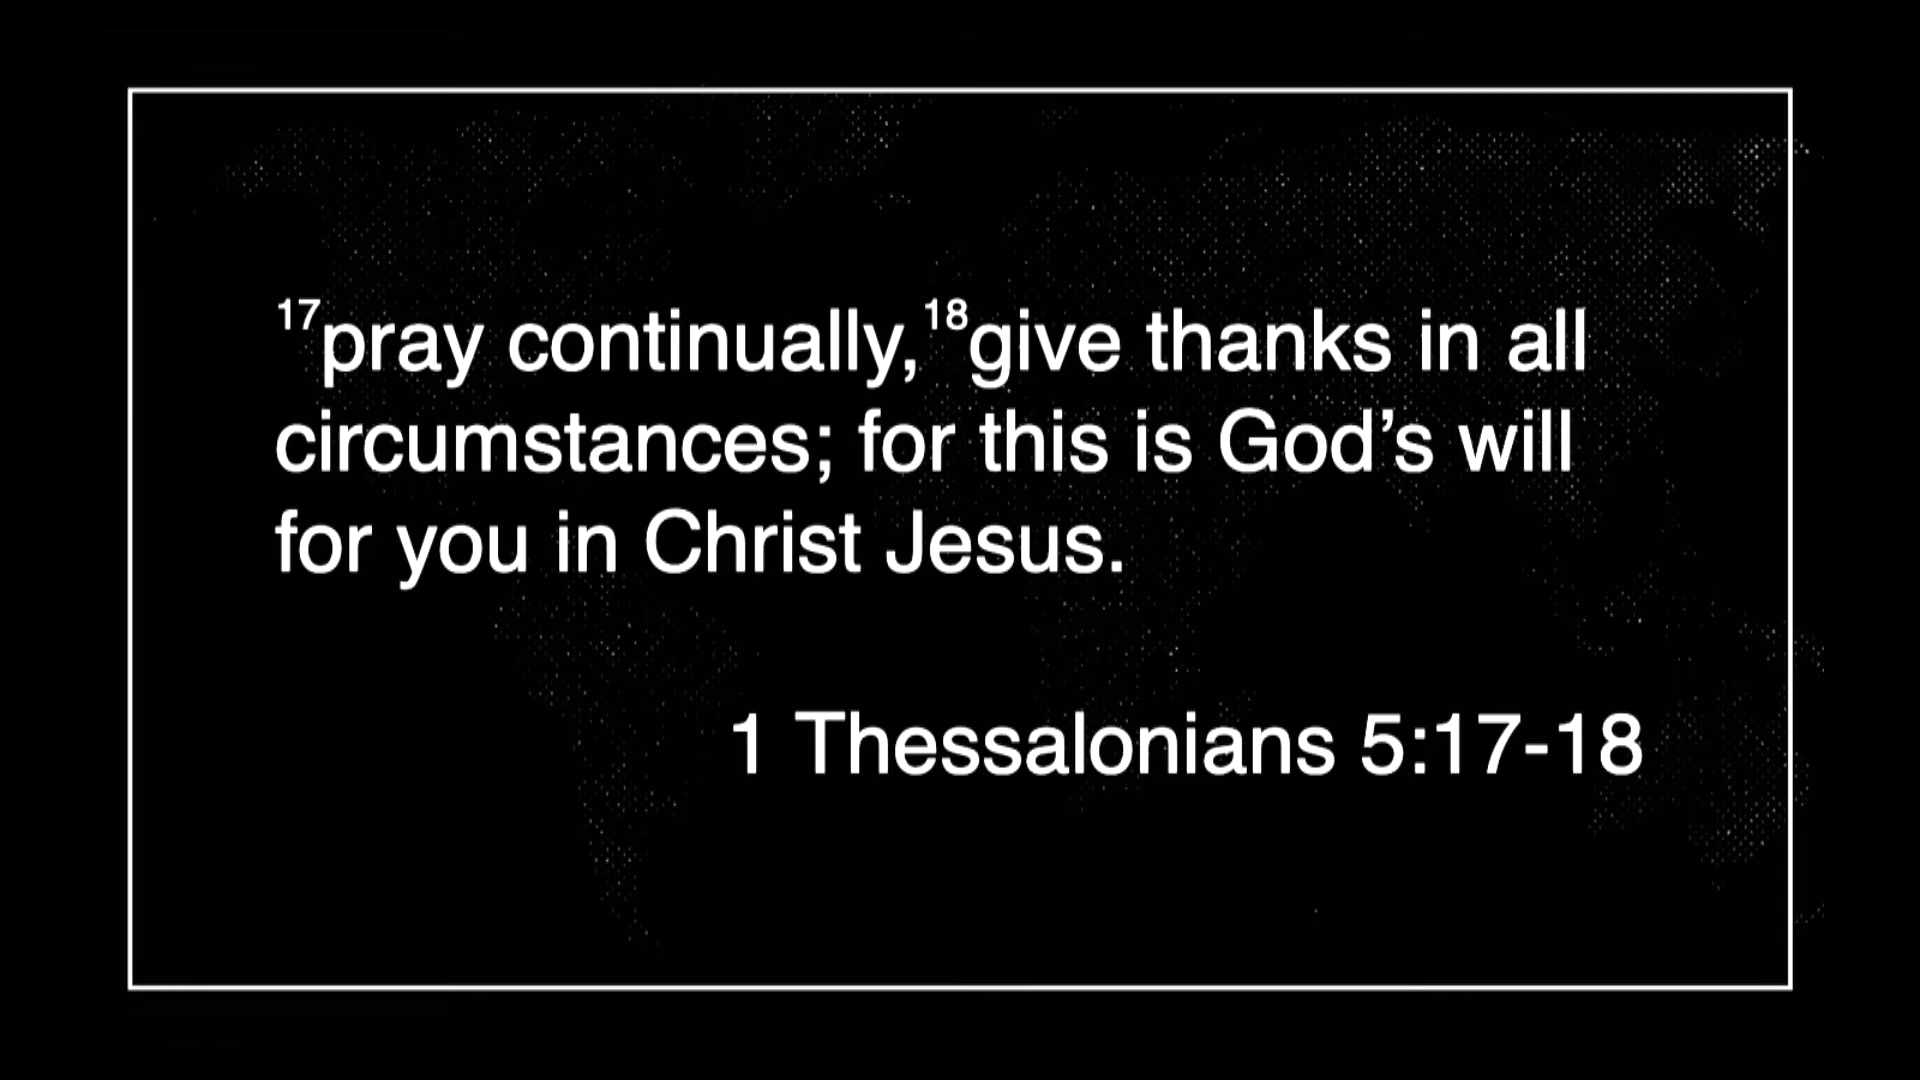 17pray continually,18give thanks in all
circumstances; for this is God’s will
for you in Christ Jesus.
1 Thessalonians 5:17-18